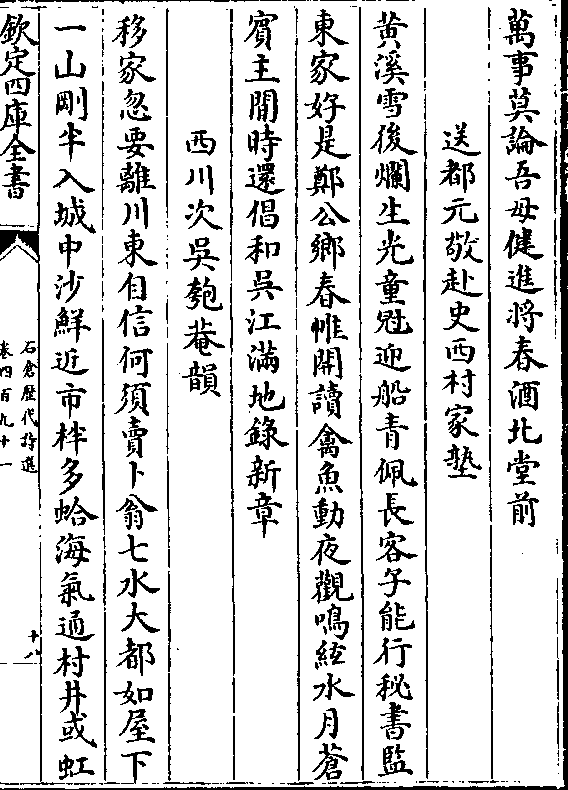 萬事莫論吾母健進將春酒北堂前
送都元敬赴史西村家塾
黄溪雪後爛生光童冠迎船青佩長客子能行秘書監
東家好是鄭公鄉春帷開讀禽魚動夜觀鳴絃水月蒼
賓主閒時還倡和吳江滿地錄新章
西川次吳匏菴韻
移家忽要離川東自信何須賣卜翁七水大都如屋下
一山剛半入城中沙鮮近市柈多蛤海氣通村井或虹
欽定四庫全書
石倉歷代詩選
卷四百九十一
十八